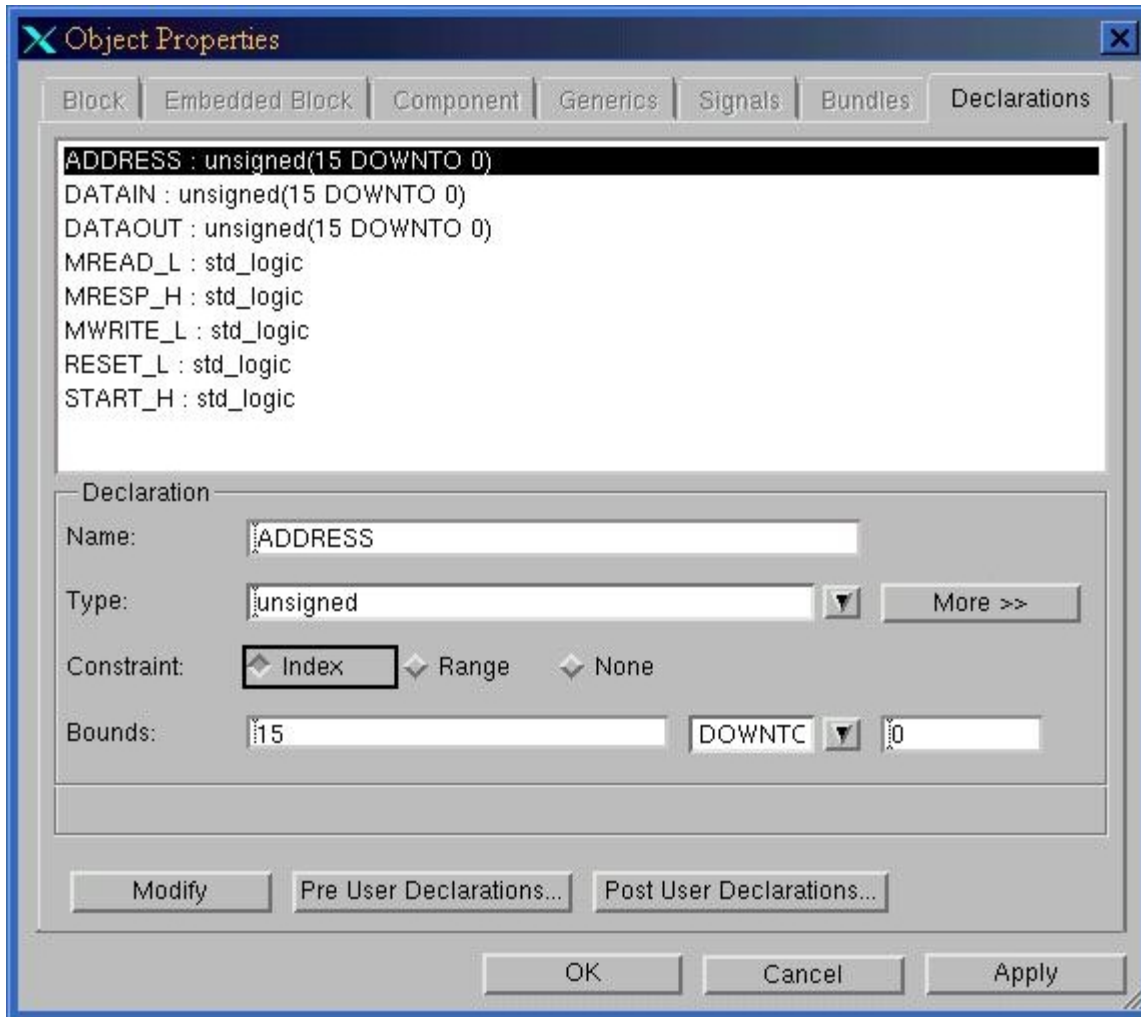 Object Properties
Block Embedded Block Component Generics Signals Bundles Declarations
ADDRESS : unsigned(15 DOWNTO 0)
DATAIN : unsigned(15 DOWNTO 0)
DATAOUT : unsigned(15 DOWNTO 0)
MREAD_L : std_logic
MRESP_H : std_logic
MWRITE_L : std_logic
RESET_L : std_logic
START_H : std_logic
Declaration
Name: ADDRESS
Type: unsigned More >>
Constraint: Index Range None
Bounds: 15 DOWNTO 0
Modify Pre User Declarations... Post User Declarations...
OK Cancel Apply